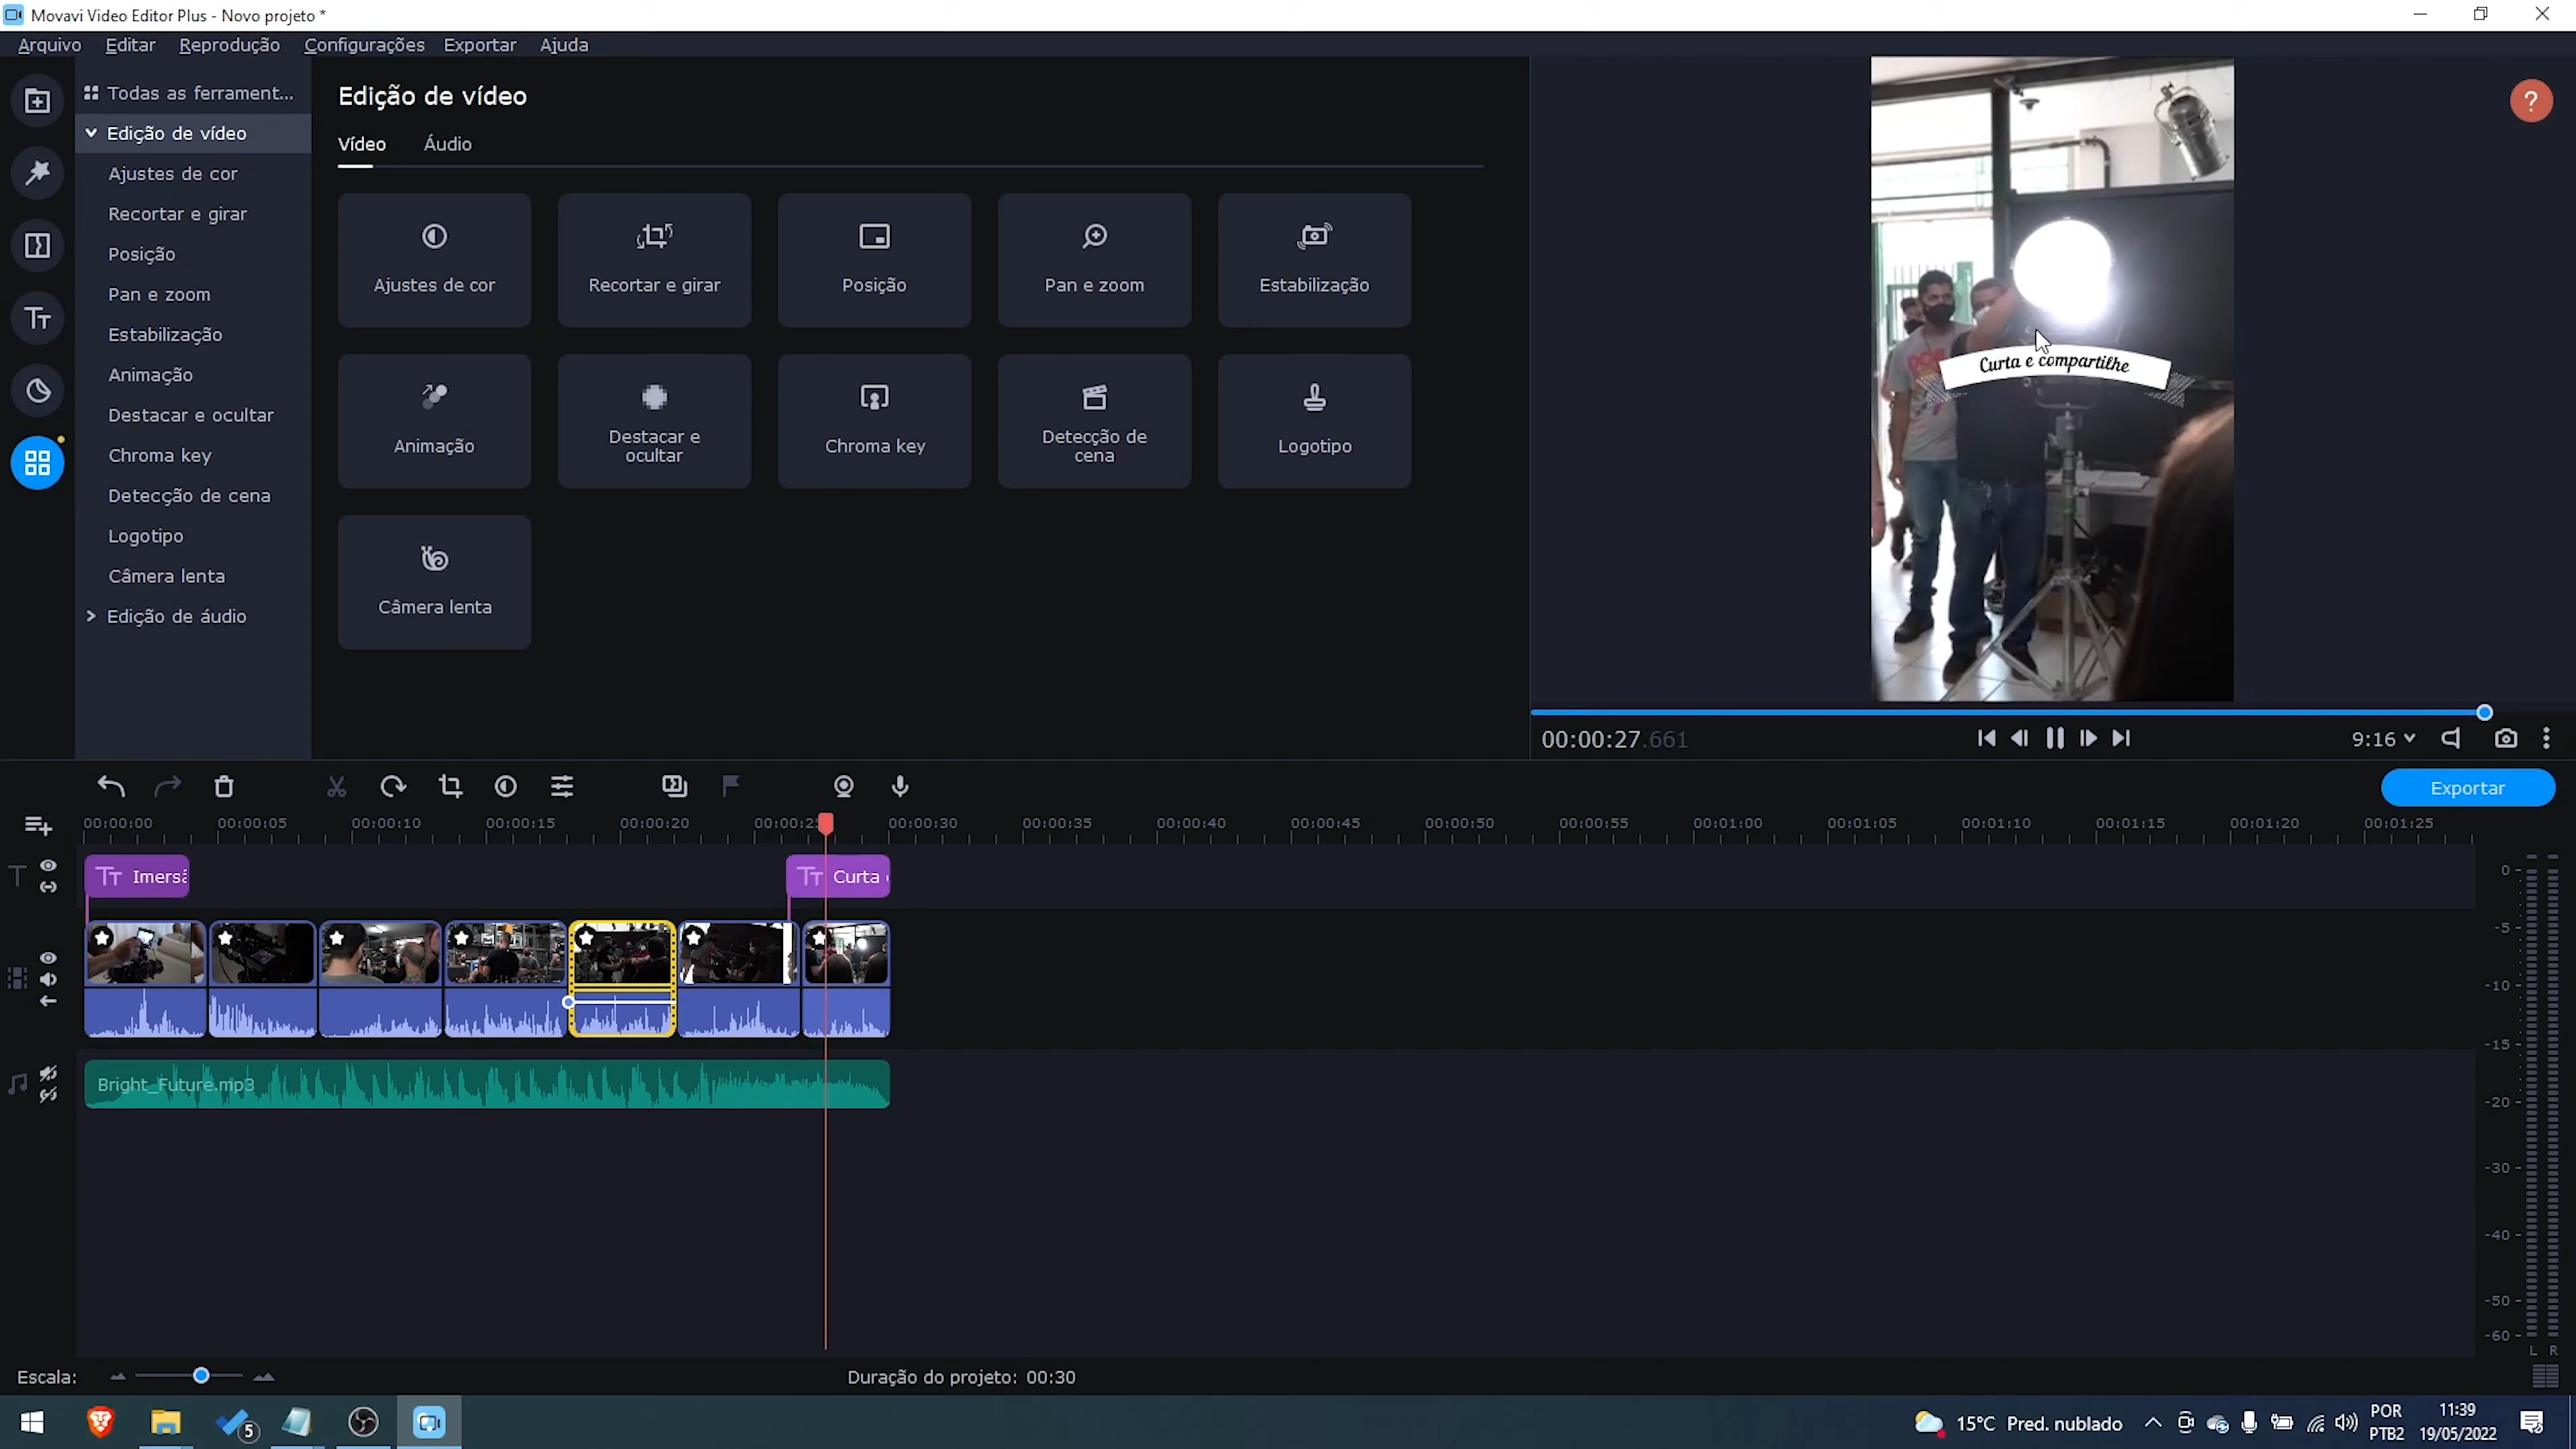 Movavi Video Editor Plus - Novo projeto *
Arquivo Editar Reprodução Configurações Exportar Ajuda
Todas as ferrament...
Edição de vídeo
Ajustes de cor
Recortar e girar
Posição
Pan e zoom
Estabilização
Animação
Destacar e ocultar
Chroma key
Detecção de cena
Logotipo
Câmera lenta
Edição de áudio
Edição de vídeo
Vídeo Áudio
Ajustes de cor
Recortar e girar
Posição
Pan e zoom
Estabilização
Animação
Destacar e
ocultar
Chroma key
Detecção de
cena
Logotipo
Câmera lenta
?
Curta e compartilhe
00:00:27.661
9:16
Exportar
00:00:00 00:00:05 00:00:10 00:00:15 00:00:20 00:00:25 00:00:30 00:00:35 00:00:40 00:00:45 00:00:50 00:00:55 00:01:00 00:01:05 00:01:10 00:01:15 00:01:20 00:01:25
Imersã
Curta
Bright_Future.mp3
0
-5
-10
-15
-20
-30
-40
-50
-60
L R
Escala:
Duração do projeto: 00:30
5
15°C Pred. nublado
POR
PTB2
11:39
19/05/2022